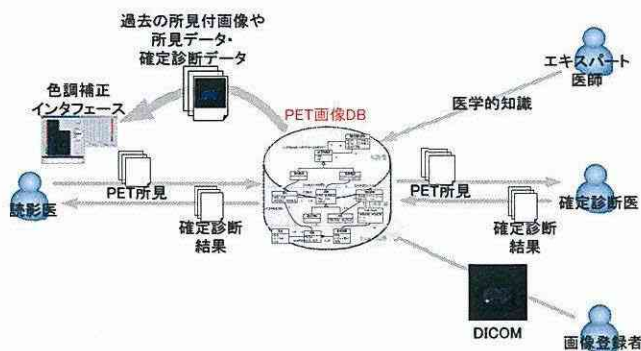 過去の所見付画像や
所見データ・
確定診断データ
色調補正
インタフェース
エキスパート
医師
医学的知識
PET画像DB
PET所見
PET所見
読影医
確定診断医
確定診断
結果
確定診断
結果
DICOM
画像登録者